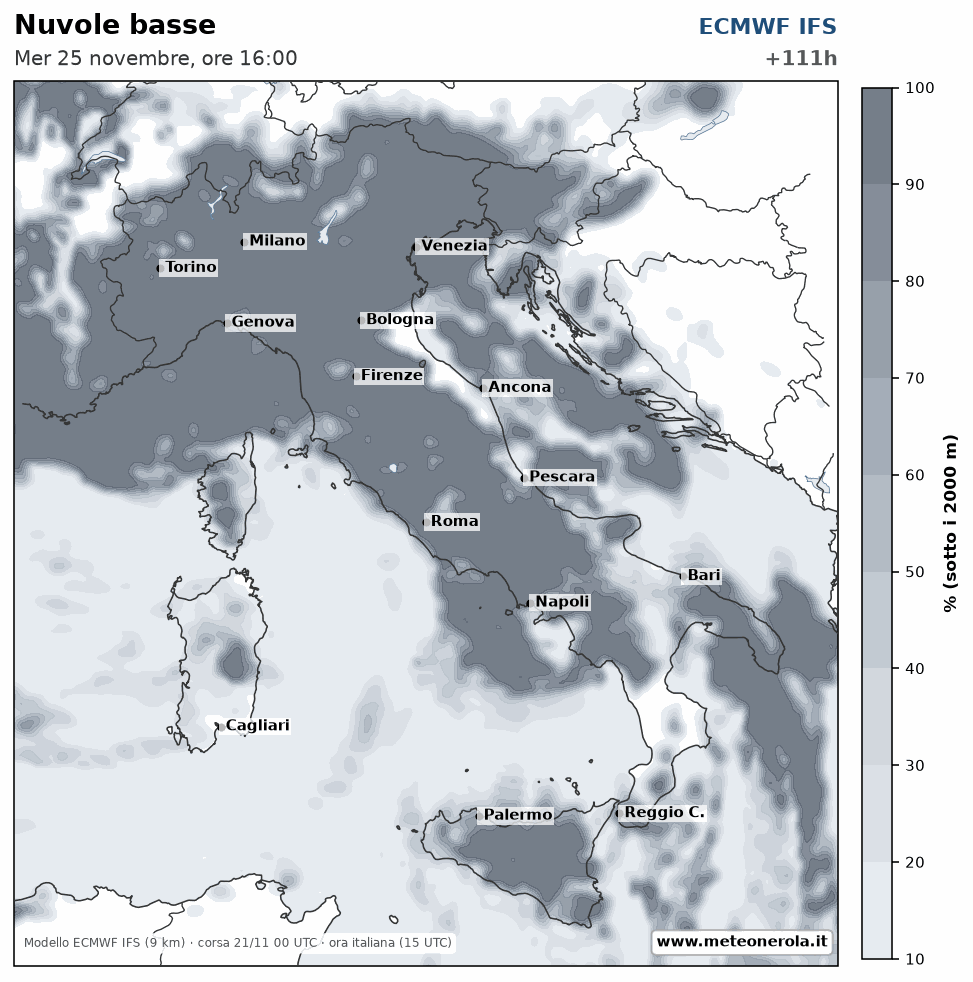 Nuvole basse
ECMWF IFS
Mer 25 novembre, ore 16:00
+111h
Milano
Venezia
Torino
Genova
Bologna
Firenze
Ancona
Pescara
Roma
Bari
Napoli
Cagliari
Palermo
Reggio C.
Modello ECMWF IFS (9 km) · corsa 21/11 00 UTC · ora italiana (15 UTC)
www.meteonerola.it
100
90
80
70
60
50
40
30
20
10
% (sotto i 2000 m)